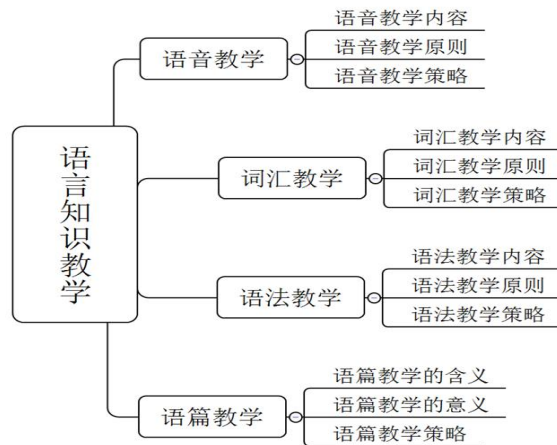 语言知识教学
语音教学
语音教学内容
语音教学原则
语音教学策略
词汇教学
词汇教学内容
词汇教学原则
词汇教学策略
语法教学
语法教学内容
语法教学原则
语法教学策略
语篇教学
语篇教学的含义
语篇教学的意义
语篇教学策略